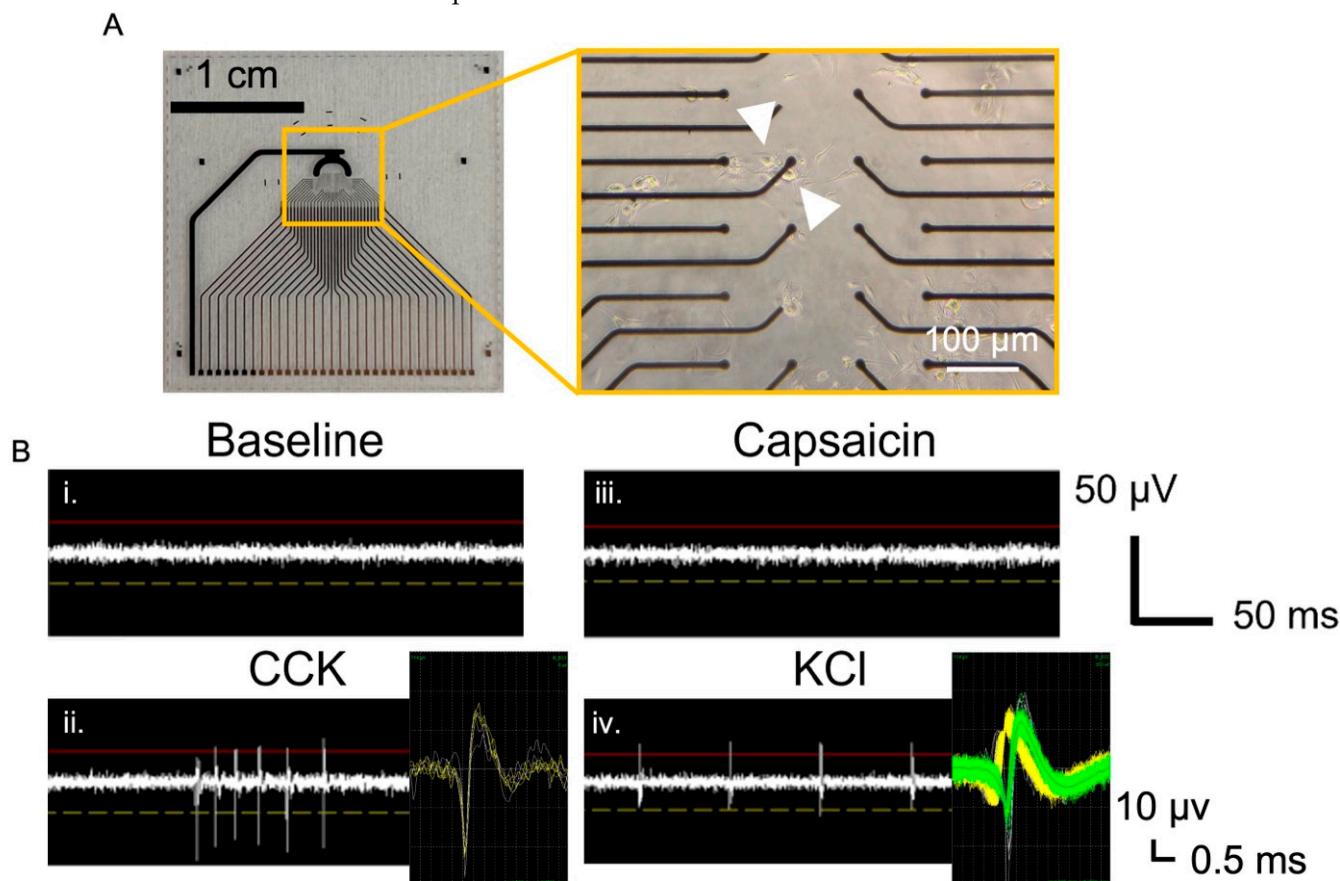 A
1 cm
100 μm
B
Baseline
Capsaicin
i.
iii.
50 μV
50 ms
CCK
KCl
ii.
iv.
10 μv
0.5 ms